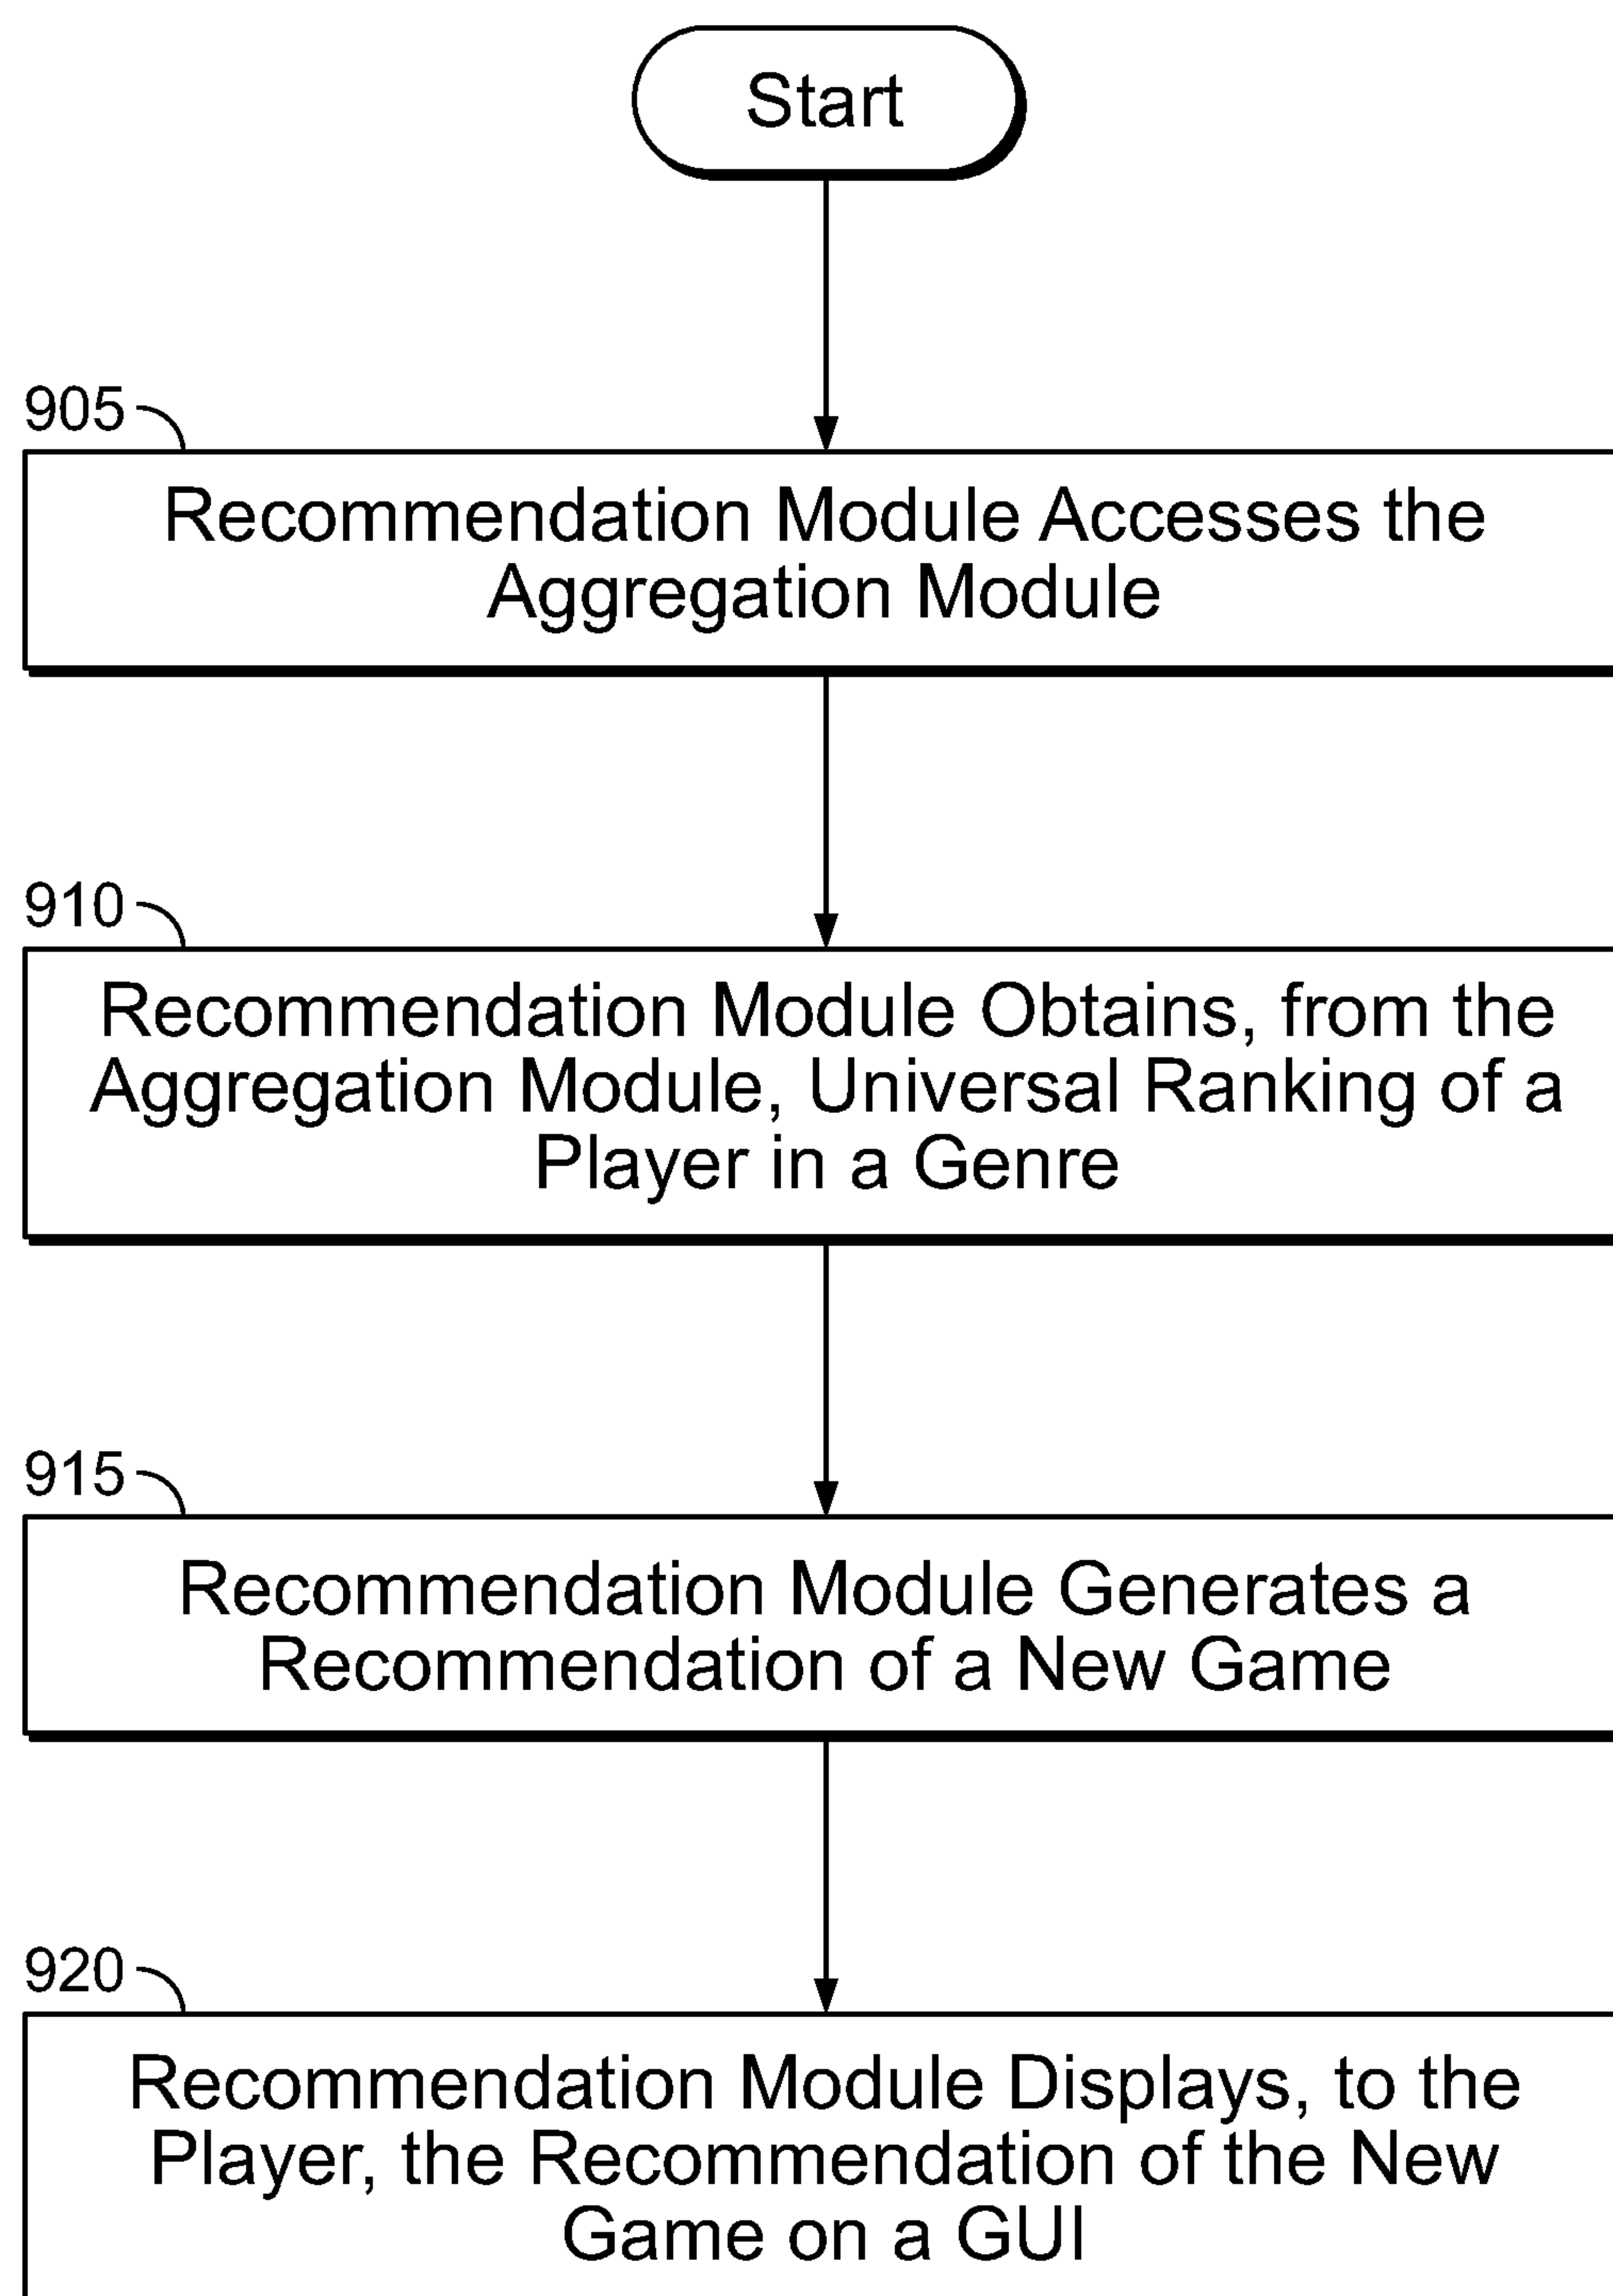 Start
905
Recommendation Module Accesses the
Aggregation Module
910
Recommendation Module Obtains, from the
Aggregation Module, Universal Ranking of a
Player in a Genre
915
Recommendation Module Generates a
Recommendation of a New Game
920
Recommendation Module Displays, to the
Player, the Recommendation of the New
Game on a GUI